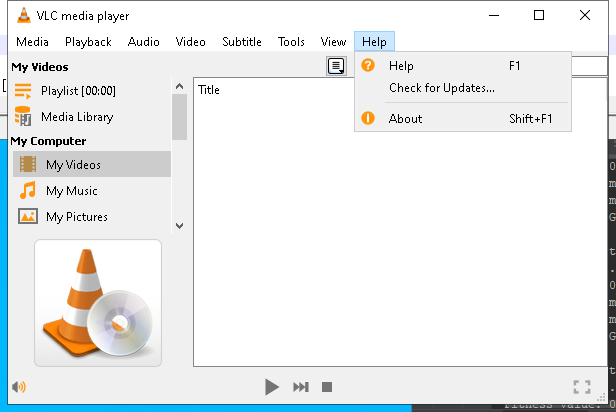 VLC media player
Media Playback Audio Video Subtitle Tools View Help
My Videos
Playlist [00:00]
Media Library
My Computer
My Videos
My Music
My Pictures
Title
Help F1
Check for Updates...
About Shift+F1